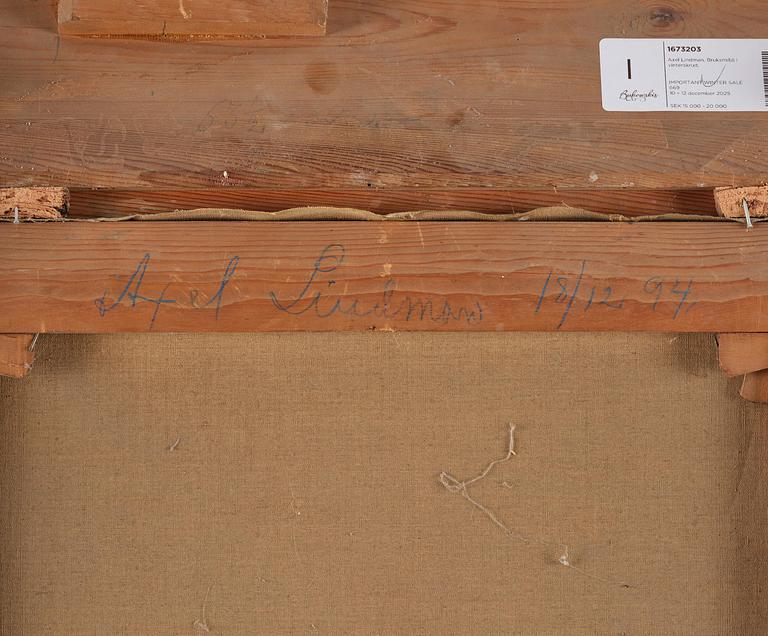 1673203
Axel Lindman. Bruksmiljö i
vinterskrud.
I
IMPORTANT WINTER SALE
669
Bukowskis
10 – 12 december 2025
SEK 15 000 - 20 000
Axel Lindman 18/12 94